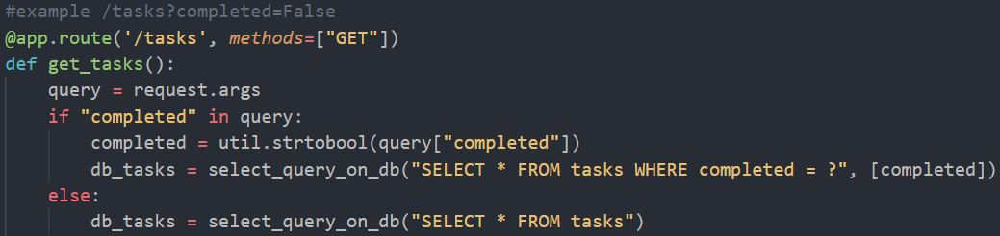 #example /tasks?completed=False
@app.route('/tasks', methods=["GET"])
def get_tasks():
    query = request.args
    if "completed" in query:
        completed = util.strtobool(query["completed"])
        db_tasks = select_query_on_db("SELECT * FROM tasks WHERE completed = ?", [completed])
    else:
        db_tasks = select_query_on_db("SELECT * FROM tasks")